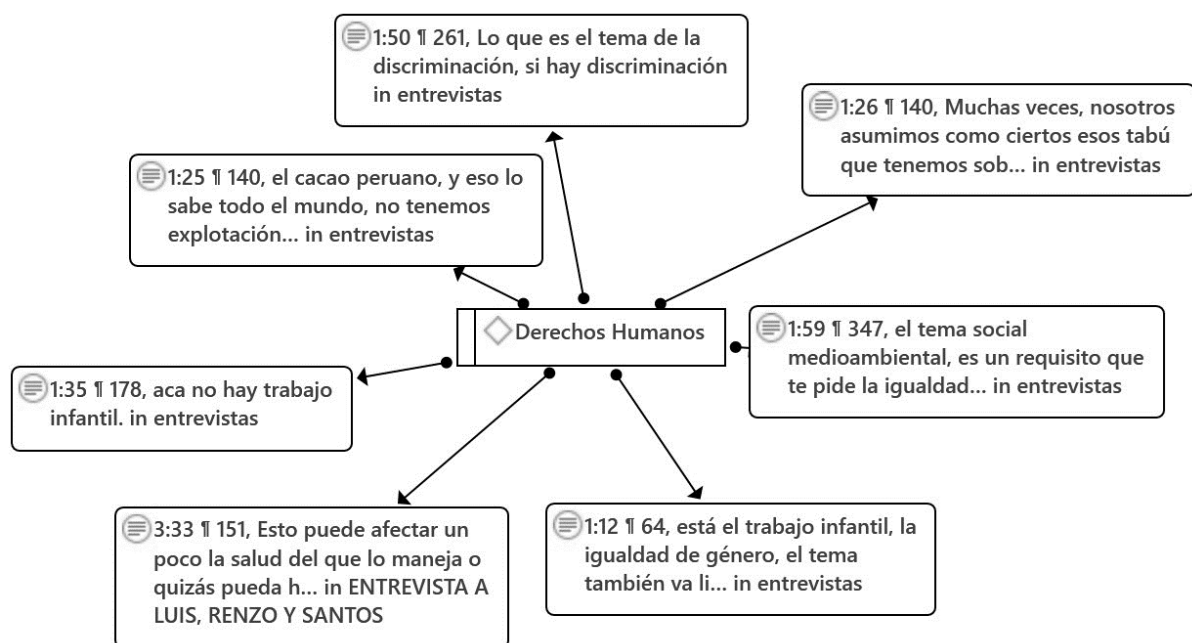 1:50 ¶ 261, Lo que es el tema de la
discriminación, si hay discriminación
in entrevistas
1:26 ¶ 140, Muchas veces, nosotros
asumimos como ciertos esos tabú
que tenemos sob... in entrevistas
1:25 ¶ 140, el cacao peruano, y eso lo
sabe todo el mundo, no tenemos
explotación... in entrevistas
Derechos Humanos
1:59 ¶ 347, el tema social
medioambiental, es un requisito que
te pide la igualdad... in entrevistas
1:35 ¶ 178, aca no hay trabajo
infantil. in entrevistas
3:33 ¶ 151, Esto puede afectar un
poco la salud del que lo maneja o
quizás pueda h... in ENTREVISTA A
LUIS, RENZO Y SANTOS
1:12 ¶ 64, está el trabajo infantil, la
igualdad de género, el tema
también va li... in entrevistas